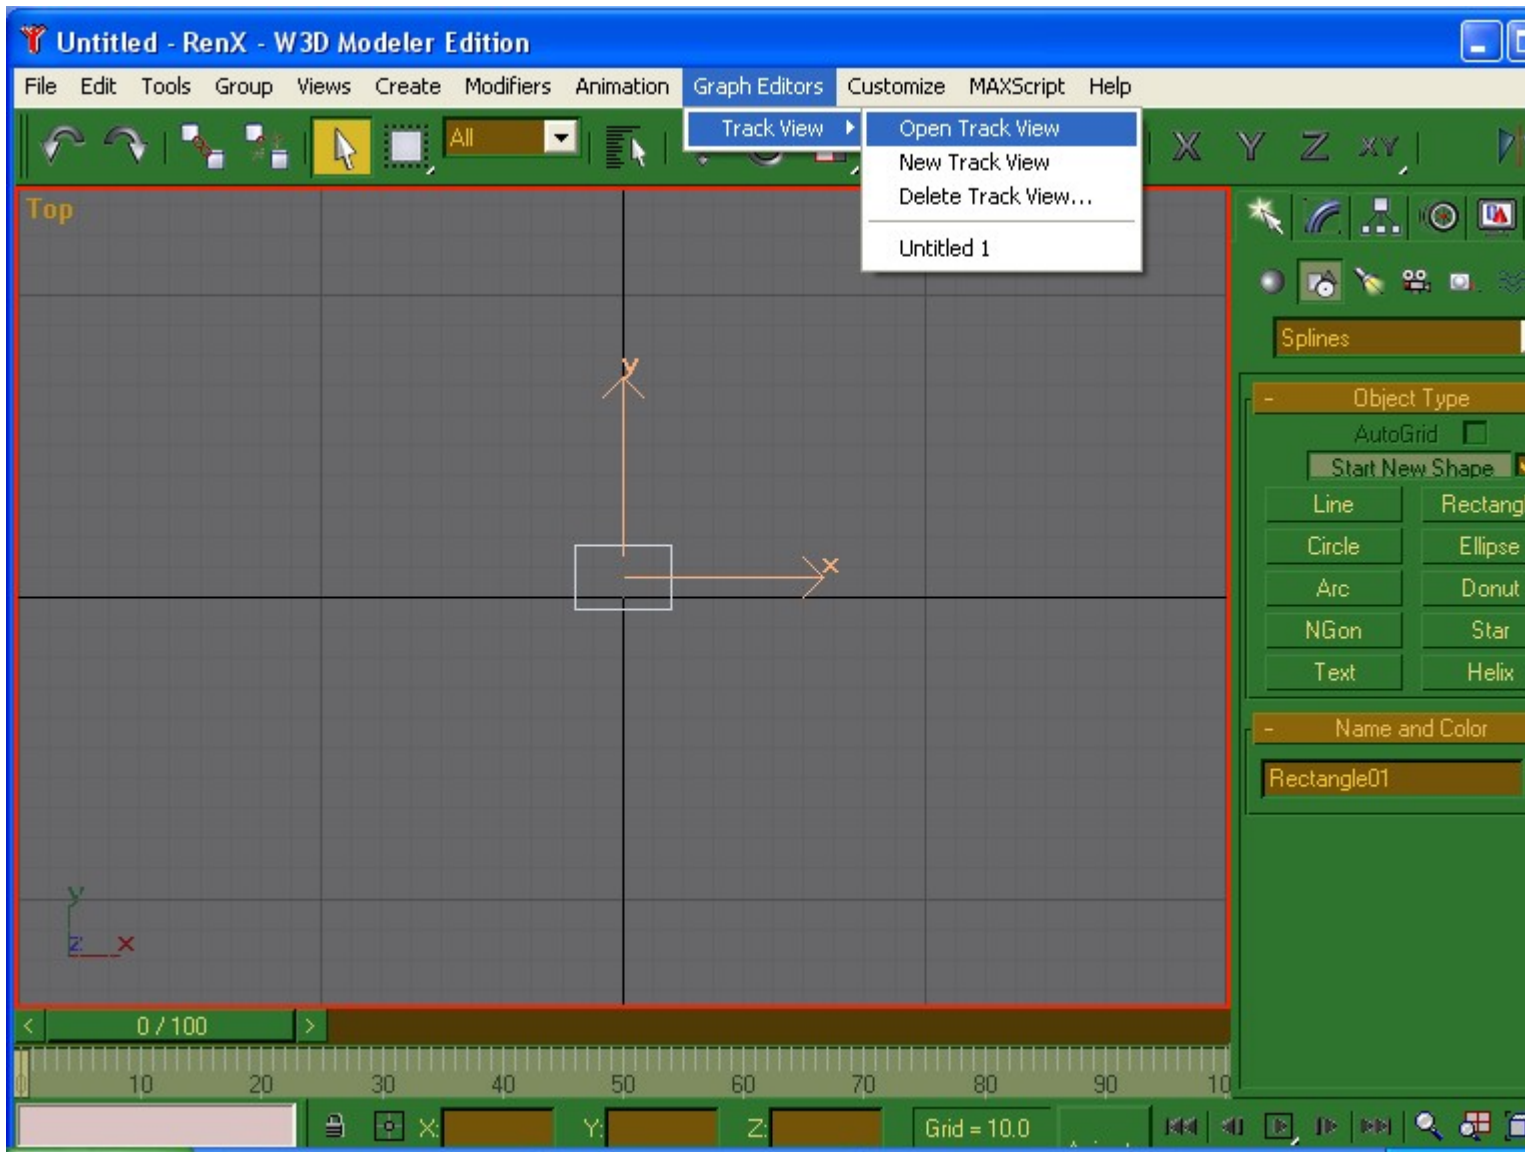 Untitled - RenX - W3D Modeler Edition
File Edit Tools Group Views Create Modifiers Animation Graph Editors Customize MAXScript Help
Track View Open Track View
New Track View
Delete Track View...
Untitled 1
All
X Y Z XY
Top
y
x
y
z x
Splines
- Object Type
AutoGrid
Start New Shape
Line Rectang
Circle Ellipse
Arc Donut
NGon Star
Text Helix
- Name and Color
Rectangle01
< 0 / 100 >
0 10 20 30 40 50 60 70 80 90 10
X: Y: Z: Grid = 10.0